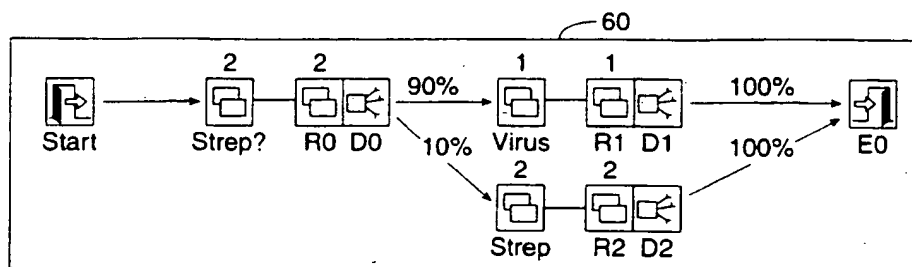 60
2 2 90% 1 1 100%
Start Strep? R0 D0 Virus R1 D1 E0
10% 100%
2 2
Strep R2 D2